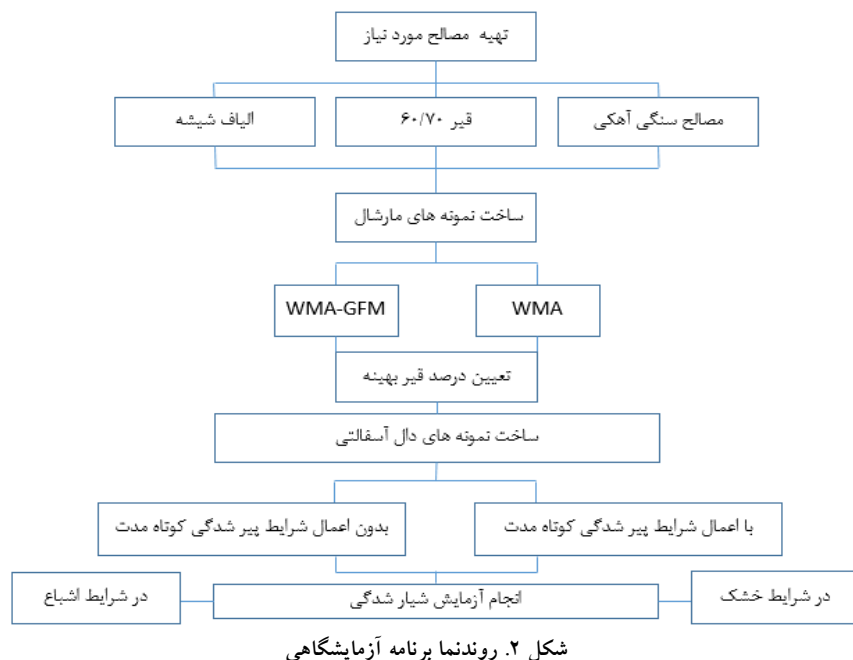 تهیه مصالح مورد نیاز
مصالح سنگی آهکی
قیر ۶۰/۷۰
الیاف شیشه
ساخت نمونه های مارشال
WMA
WMA-GFM
تعیین درصد قیر بهینه
ساخت نمونه های دال آسفالتی
با اعمال شرایط پیر شدگی کوتاه مدت
بدون اعمال شرایط پیر شدگی کوتاه مدت
در شرایط خشک
انجام آزمایش شیار شدگی
در شرایط اشباع
شکل ۲. روندنما برنامه آزمایشگاهی